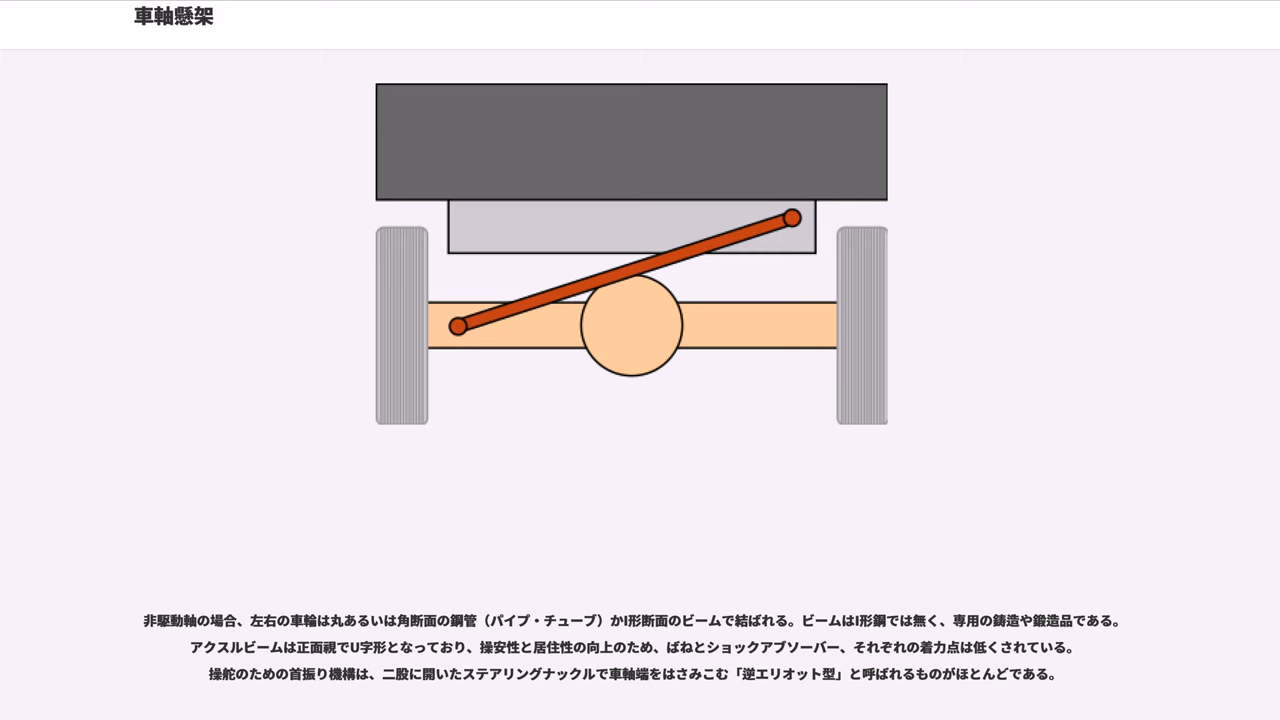 車軸懸架
非駆動軸の場合、左右の車輪は丸あるいは角断面の鋼管（パイプ・チューブ）かI形断面のビームで結ばれる。ビームはI形鋼では無く、専用の鋳造や鍛造品である。
アクスルビームは正面視でU字形となっており、操安性と居住性の向上のため、ばねとショックアブソーバー、それぞれの着力点は低くされている。
操舵のための首振り機構は、二股に開いたステアリングナックルで車軸端をはさみこむ「逆エリオット型」と呼ばれるものがほとんどである。